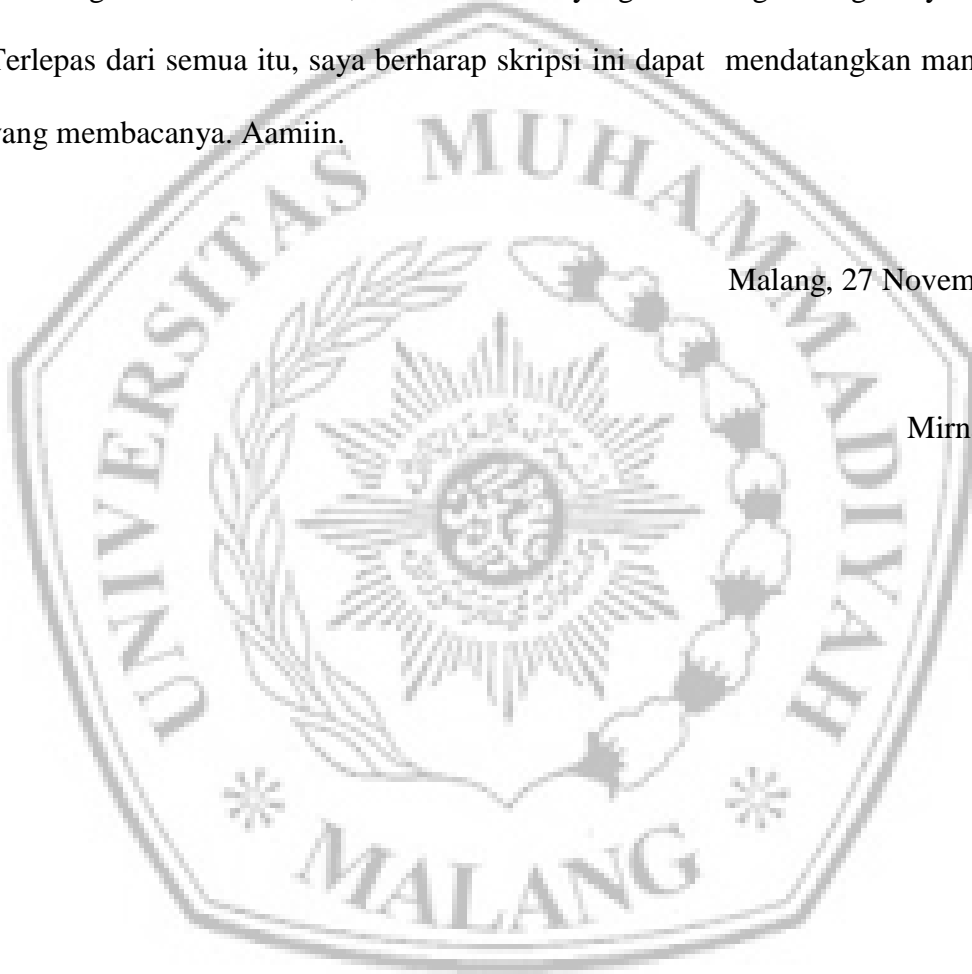 Terlepas dari semua itu, saya berharap skripsi ini dapat mendatangkan man
yang membacanya. Aamiin.
Malang, 27 Novem
Mirn
UNIVERSITAS MUHAMMADIYAH
MALANG